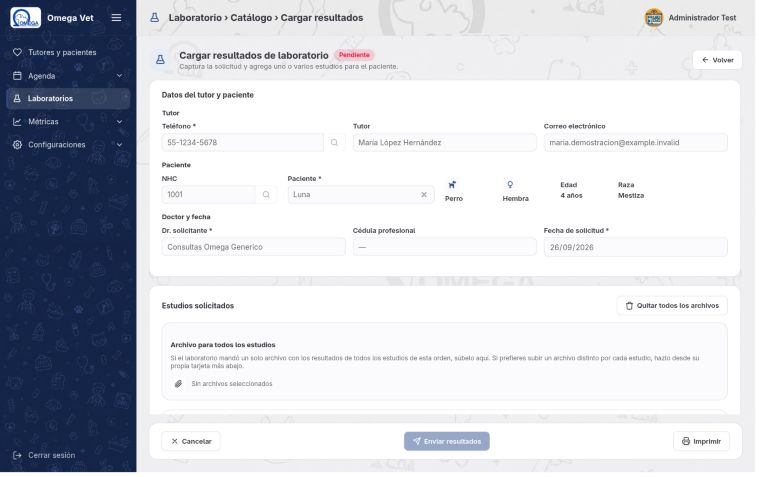 OMEGA
Omega Vet
Laboratorio › Catálogo › Cargar resultados
Administrador Test
Tutores y pacientes
Agenda
Laboratorios
Métricas
Configuraciones
Cerrar sesión
Cargar resultados de laboratorio
Pendiente
Captura la solicitud y agrega uno o varios estudios para el paciente.
Volver
Datos del tutor y paciente
Tutor
Teléfono *
Tutor
Correo electrónico
55-1234-5678
María López Hernández
maria.demostracion@example.invalid
Paciente
NHC
Paciente *
1001
Luna
Perro
Hembra
Edad
4 años
Raza
Mestiza
Doctor y fecha
Dr. solicitante *
Cédula profesional
Fecha de solicitud *
Consultas Omega Generico
—
26/09/2026
OMEGA
Estudios solicitados
Quitar todos los archivos
Archivo para todos los estudios
Si el laboratorio mandó un solo archivo con los resultados de todos los estudios de esta orden, súbelo aquí. Si prefieres subir un archivo distinto por cada estudio, hazlo desde su
propia tarjeta más abajo.
Sin archivos seleccionados
Cancelar
Enviar resultados
Imprimir